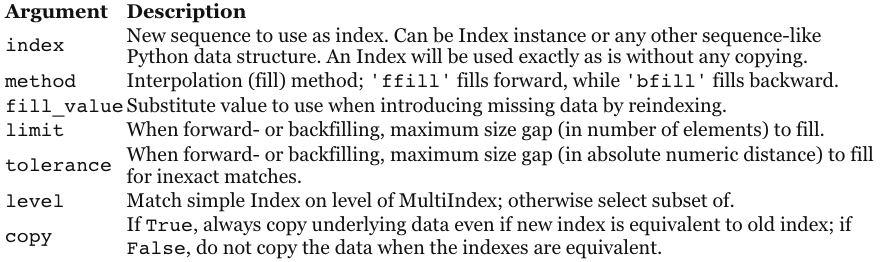 Argument Description
index New sequence to use as index. Can be Index instance or any other sequence-like
Python data structure. An Index will be used exactly as is without any copying.
method Interpolation (fill) method; 'ffill' fills forward, while 'bfill' fills backward.
fill_value Substitute value to use when introducing missing data by reindexing.
limit When forward- or backfilling, maximum size gap (in number of elements) to fill.
tolerance When forward- or backfilling, maximum size gap (in absolute numeric distance) to fill
for inexact matches.
level Match simple Index on level of MultiIndex; otherwise select subset of.
copy If True, always copy underlying data even if new index is equivalent to old index; if
False, do not copy the data when the indexes are equivalent.